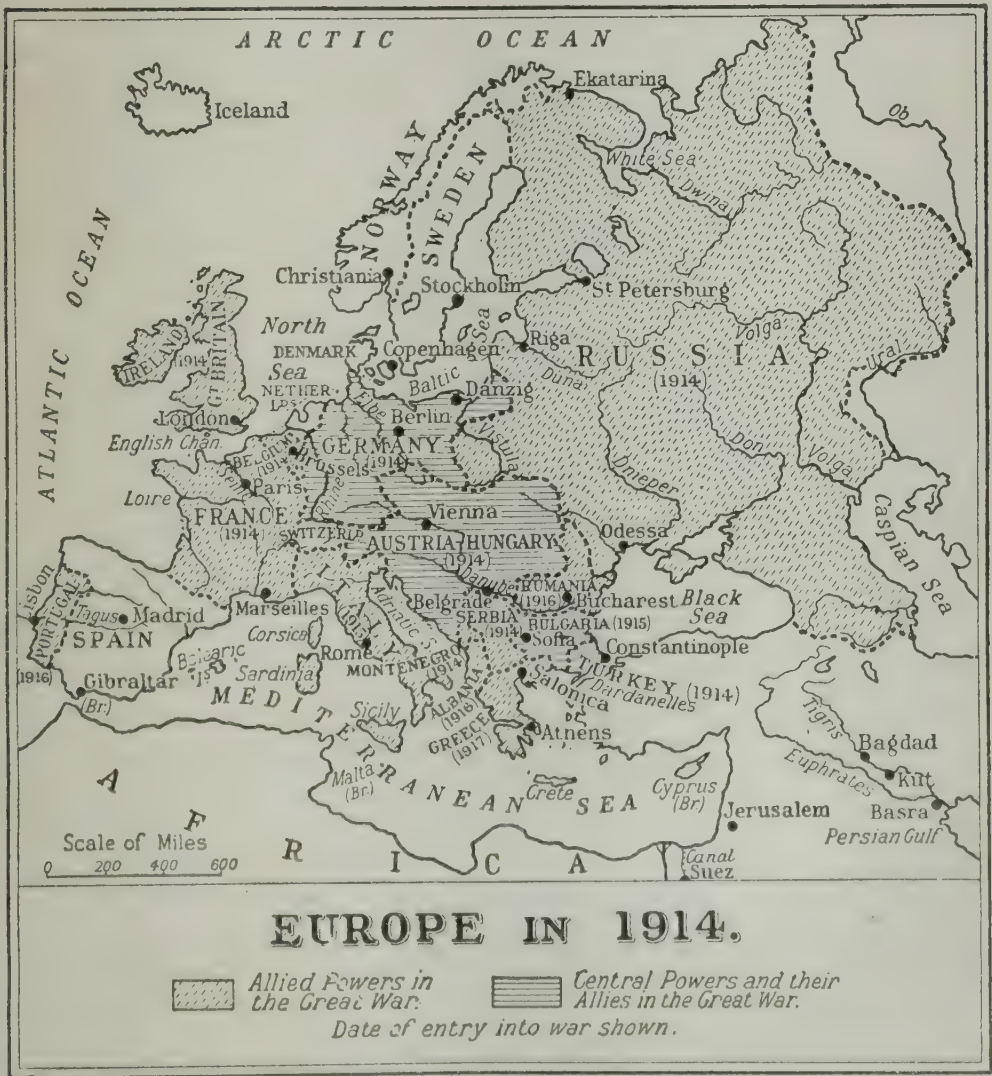 ARCTIC OCEAN
Ekatarina
Iceland
Ob
White Sea
Dwina
NORWAY
SWEDEN
ATLANTIC OCEAN
Christiania
Stockholm
St Petersburg
North
Sea
DENMARK
Copenhagen
Baltic
Sea
Riga
Duna
Volga
RUSSIA
(1914)
Ural
IRELAND
(1914
GT BRITAIN
NETHER-
LDS
Danzig
Elbe
Berlin
London
English Chan.
GERMANY
(1914)
Vistula
Don
Volga
BELGIUM
(1914
Brussels
Rhine
Seine
Paris
Dnieper
Loire
FRANCE
(1914)
SWITZERLD
Vienna
AUSTRIA-HUNGARY
(1914)
Odessa
Caspian Sea
Danube
RUMANIA
(1916)
Bucharest
Black
Sea
Lisbon
PORTUGAL
(1916)
Tagus
Madrid
SPAIN
Marseilles
ITALY
(1915)
Adriatic S.
Belgrade
SERBIA
(1914)
BULGARIA (1915)
Sofia
Constantinople
Corsica
Rome
MONTENEGRO
(1914)
Balearic
Is
Sardinia
ALBANIA
(1916)
TURKEY (1914)
Dardanelles
Salonica
Gibraltar
(Br.)
MEDITERRANEAN SEA
Sicily
GREECE
(1917)
Athens
Tigris
Bagdad
Euphrates
Kut
Malta
(Br.)
Crete
Cyprus
(Br)
Basra
Jerusalem
Persian Gulf
AFRICA
Scale of Miles
0 200 400 600
Canal
Suez
EUROPE IN 1914.
Allied Powers in
the Great War.
Central Powers and their
Allies in the Great War.
Date of entry into war shown.